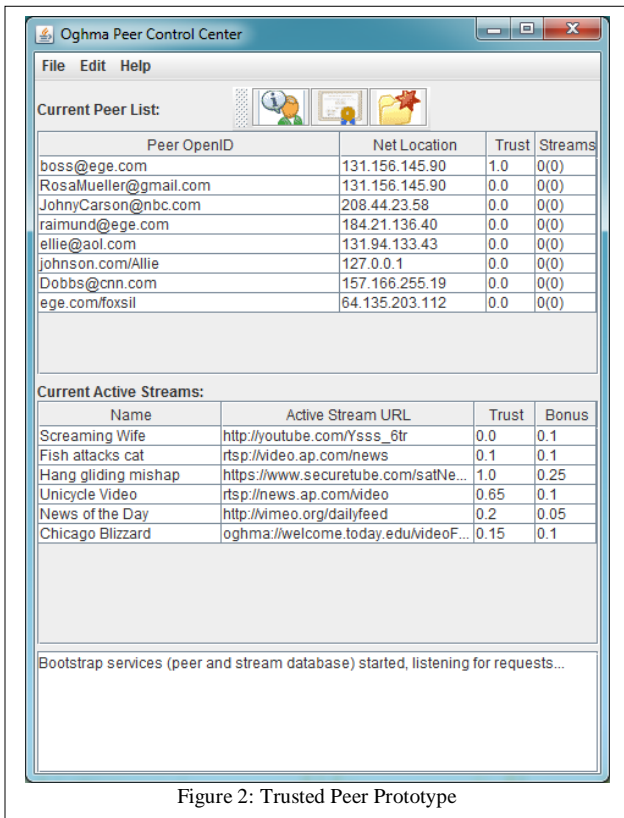 Oghma Peer Control Center
File Edit Help
Current Peer List:
Peer OpenID Net Location Trust Streams
boss@ege.com 131.156.145.90 1.0 0(0)
RosaMueller@gmail.com 131.156.145.90 0.0 0(0)
JohnyCarson@nbc.com 208.44.23.58 0.0 0(0)
raimund@ege.com 184.21.136.40 0.0 0(0)
ellie@aol.com 131.94.133.43 0.0 0(0)
johnson.com/Allie 127.0.0.1 0.0 0(0)
Dobbs@cnn.com 157.166.255.19 0.0 0(0)
ege.com/foxsil 64.135.203.112 0.0 0(0)
Current Active Streams:
Name Active Stream URL Trust Bonus
Screaming Wife http://youtube.com/Ysss_6tr 0.0 0.1
Fish attacks cat rtsp://video.ap.com/news 0.1 0.1
Hang gliding mishap https://www.securetube.com/satNe... 1.0 0.25
Unicycle Video rtsp://news.ap.com/video 0.65 0.1
News of the Day http://vimeo.org/dailyfeed 0.2 0.05
Chicago Blizzard oghma://welcome.today.edu/videoF... 0.15 0.1
Bootstrap services (peer and stream database) started, listening for requests...
Figure 2: Trusted Peer Prototype